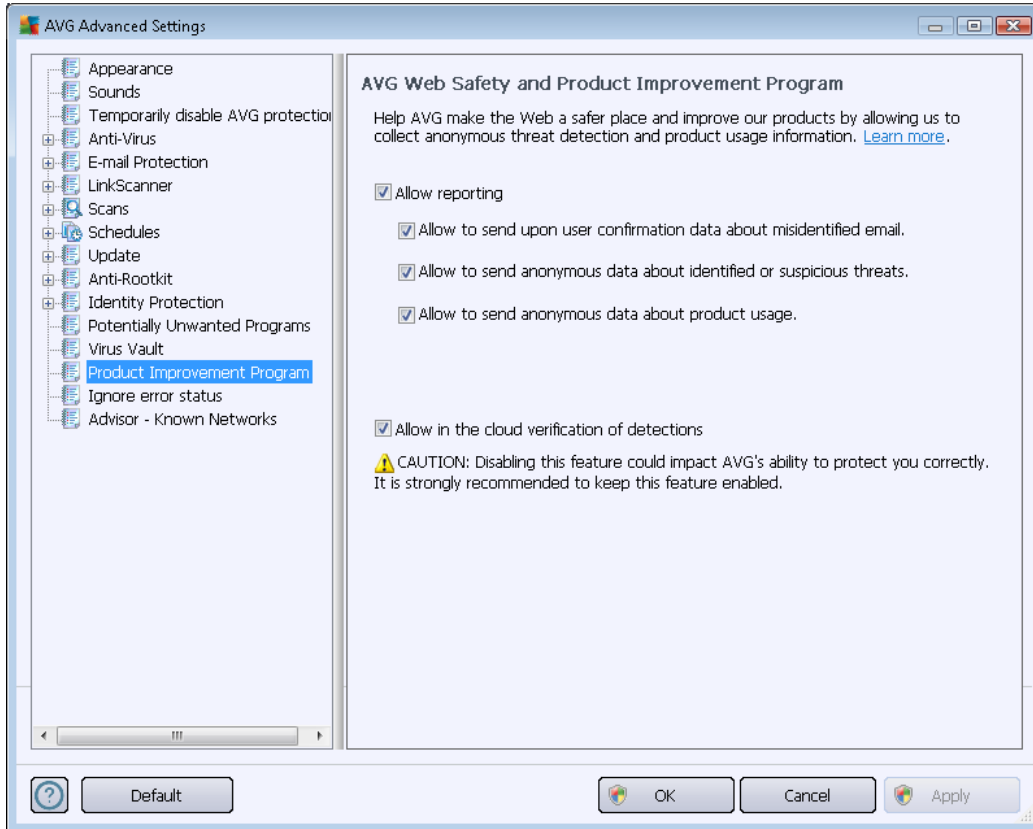 AVG Advanced Settings
Appearance
Sounds
Temporarily disable AVG protection
Anti-Virus
E-mail Protection
LinkScanner
Scans
Schedules
Update
Anti-Rootkit
Identity Protection
Potentially Unwanted Programs
Virus Vault
Product Improvement Program
Ignore error status
Advisor - Known Networks
AVG Web Safety and Product Improvement Program
Help AVG make the Web a safer place and improve our products by allowing us to
collect anonymous threat detection and product usage information. Learn more.
Allow reporting
Allow to send upon user confirmation data about misidentified email.
Allow to send anonymous data about identified or suspicious threats.
Allow to send anonymous data about product usage.
Allow in the cloud verification of detections
CAUTION: Disabling this feature could impact AVG's ability to protect you correctly.
It is strongly recommended to keep this feature enabled.
Default
OK
Cancel
Apply